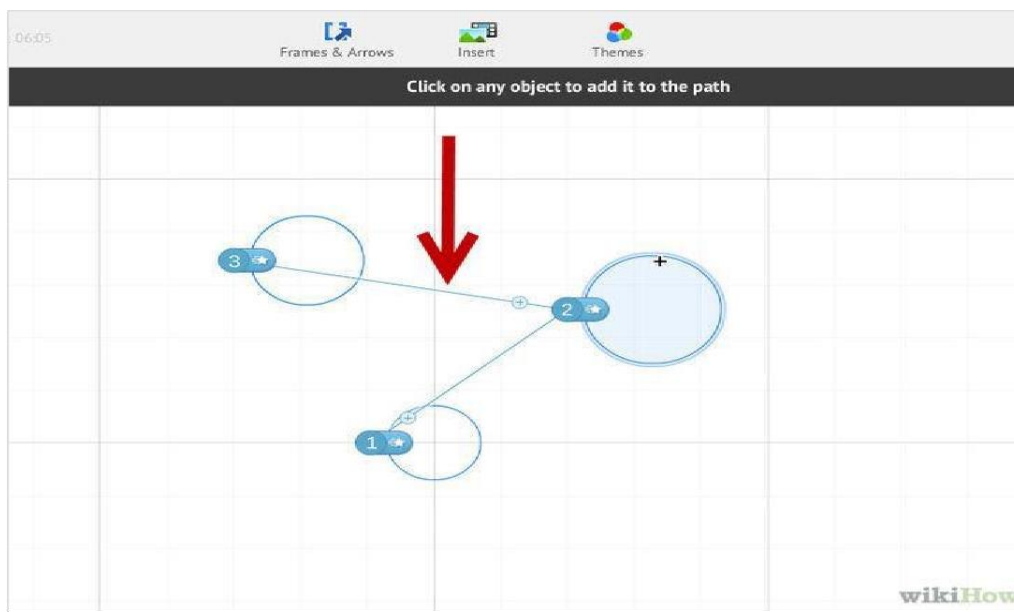 06:05
Frames & Arrows
Insert
Themes
Click on any object to add it to the path
3
2
1
wikiHow